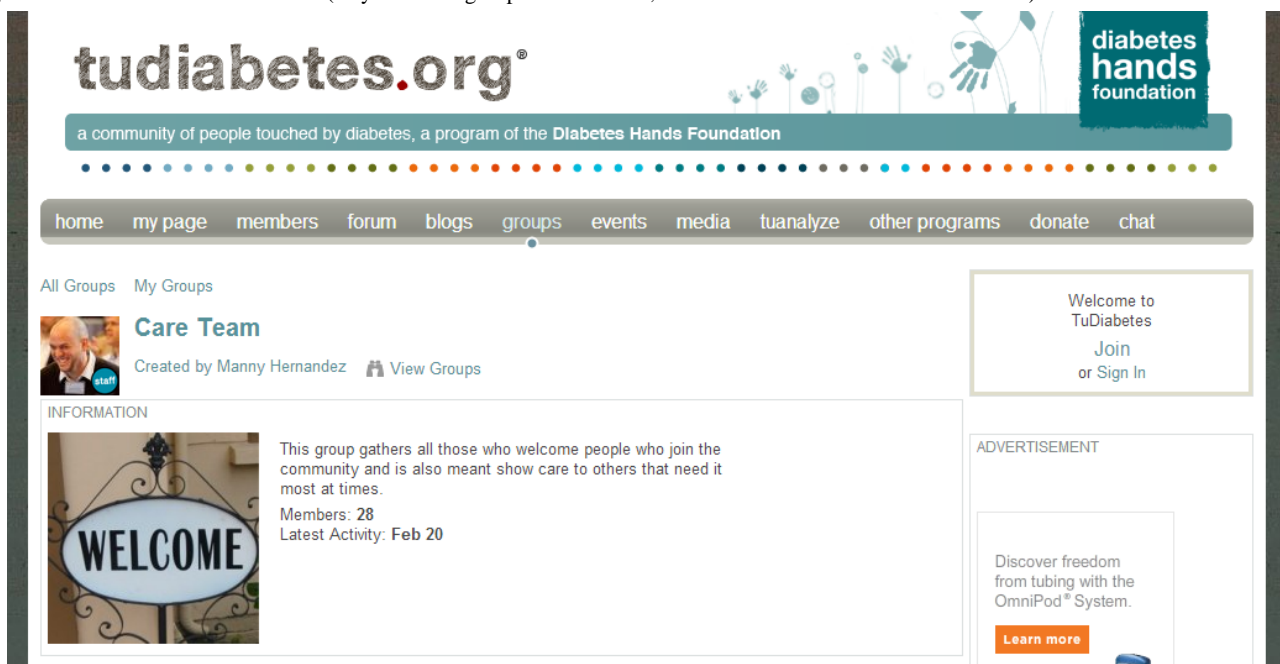 tudiabetes.org®
diabetes
hands
foundation
a community of people touched by diabetes, a program of the Diabetes Hands Foundation
home my page members forum blogs groups events media tuanalyze other programs donate chat
All Groups My Groups
Care Team
staff
Created by Manny Hernandez View Groups
INFORMATION
WELCOME
This group gathers all those who welcome people who join the
community and is also meant show care to others that need it
most at times.
Members: 28
Latest Activity: Feb 20
Welcome to
TuDiabetes
Join
or Sign In
ADVERTISEMENT
Discover freedom
from tubing with the
OmniPod® System.
Learn more